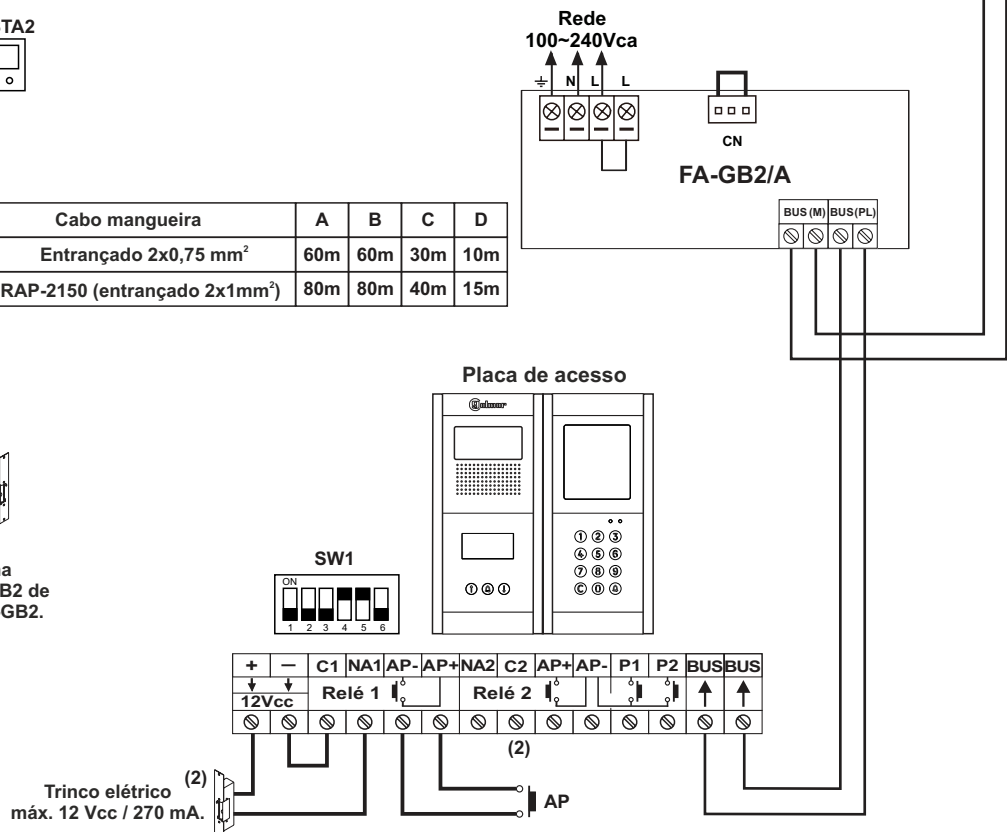 TA2
Rede
100~240Vca
N L L
CN
FA-GB2/A
BUS (M) BUS(PL)
Cabo mangueira A B C D
Entrançado 2x0,75 mm² 60m 60m 30m 10m
RAP-2150 (entrançado 2x1mm²) 80m 80m 40m 15m
Placa de acesso
Golmar
1 2 3
4 5 6
7 8 9
C 0
B2 de
GB2.
SW1
ON
1 2 3 4 5 6
+ — C1 NA1 AP- AP+ NA2 C2 AP+ AP- P1 P2 BUS BUS
12Vcc Relé 1 Relé 2
(2)
(2)
Trinco elétrico
máx. 12 Vcc / 270 mA.
AP